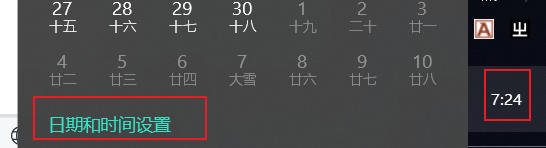 27 28 29 30 1 2 3
十五 十六 十七 十八 十九 二十 廿一
4 5 6 7 8 9 10
廿二 廿三 廿四 大雪 廿六 廿七 廿八
A
日期和时间设置
7:24